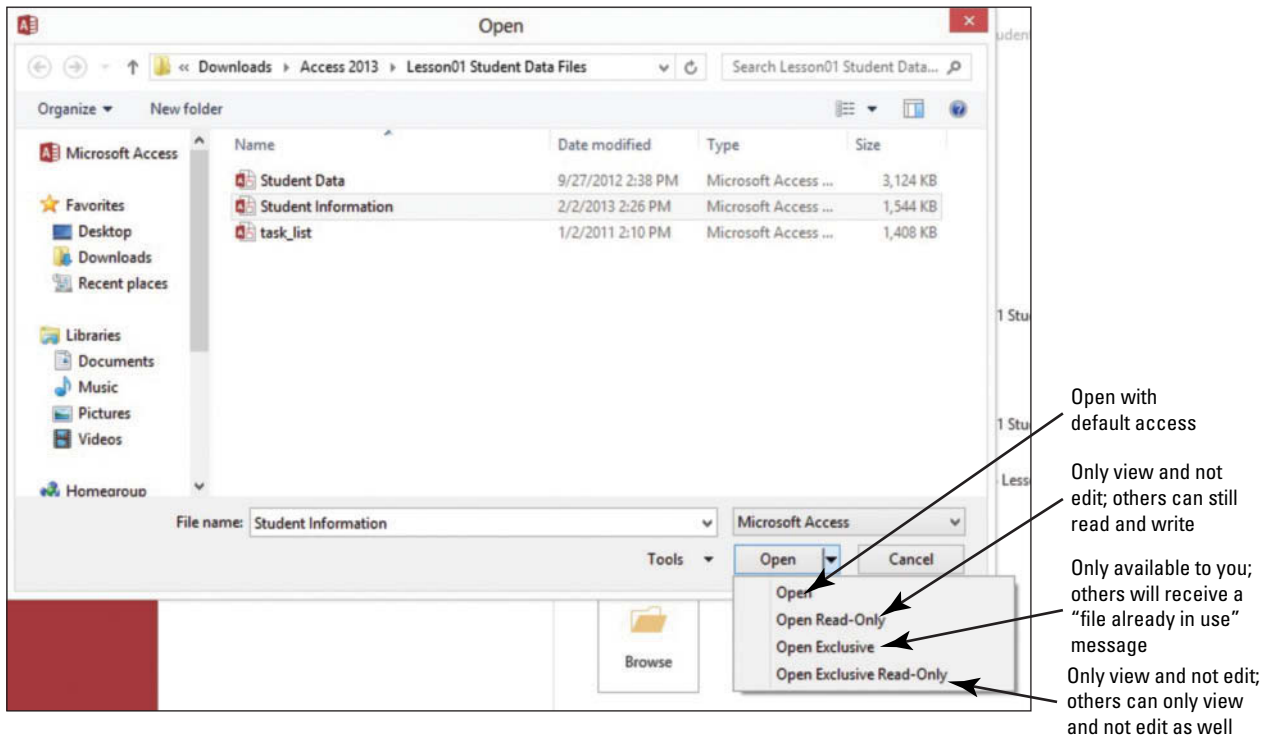 Open
uden
« Downloads ▸ Access 2013 ▸ Lesson01 Student Data Files
Search Lesson01 Student Data...
Organize
New folder
Name
Date modified
Type
Size
Student Data
9/27/2012 2:38 PM
Microsoft Access ...
3,124 KB
Student Information
2/2/2013 2:26 PM
Microsoft Access ...
1,544 KB
task_list
1/2/2011 2:10 PM
Microsoft Access ...
1,408 KB
Microsoft Access
Favorites
Desktop
Downloads
Recent places
Libraries
Documents
Music
Pictures
Videos
Homegroup
1 Stu
1 Stu
Less
File name:
Student Information
Microsoft Access
Tools
Open
Cancel
Open
Open Read-Only
Open Exclusive
Open Exclusive Read-Only
Browse
Open with
default access
Only view and not
edit; others can still
read and write
Only available to you;
others will receive a
“file already in use”
message
Only view and not edit;
others can only view
and not edit as well